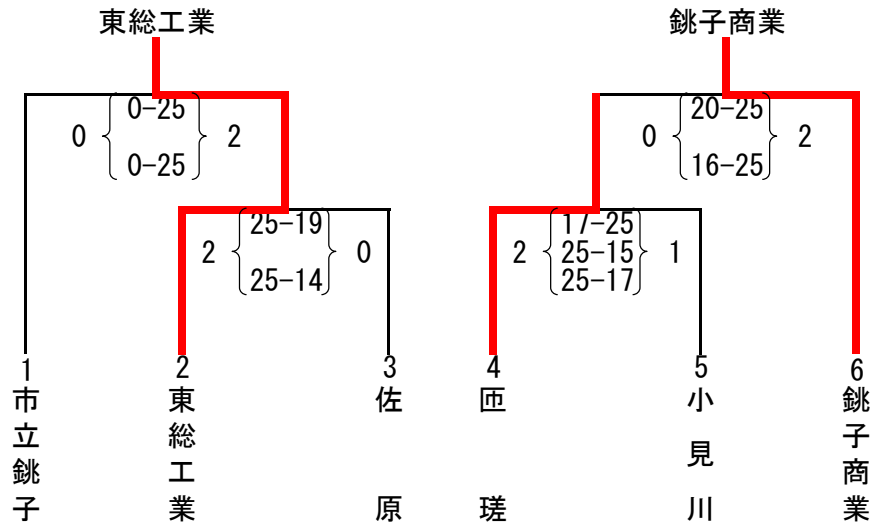 東総工業 銚子商業
0 0-25 2 0 20-25 2
0-25 16-25
2 25-19 0 2 17-25 1
25-15
25-14 25-17
1 2 3 4 5 6
市立銚子
東総工業
佐原
匝瑳
小見川
銚子商業